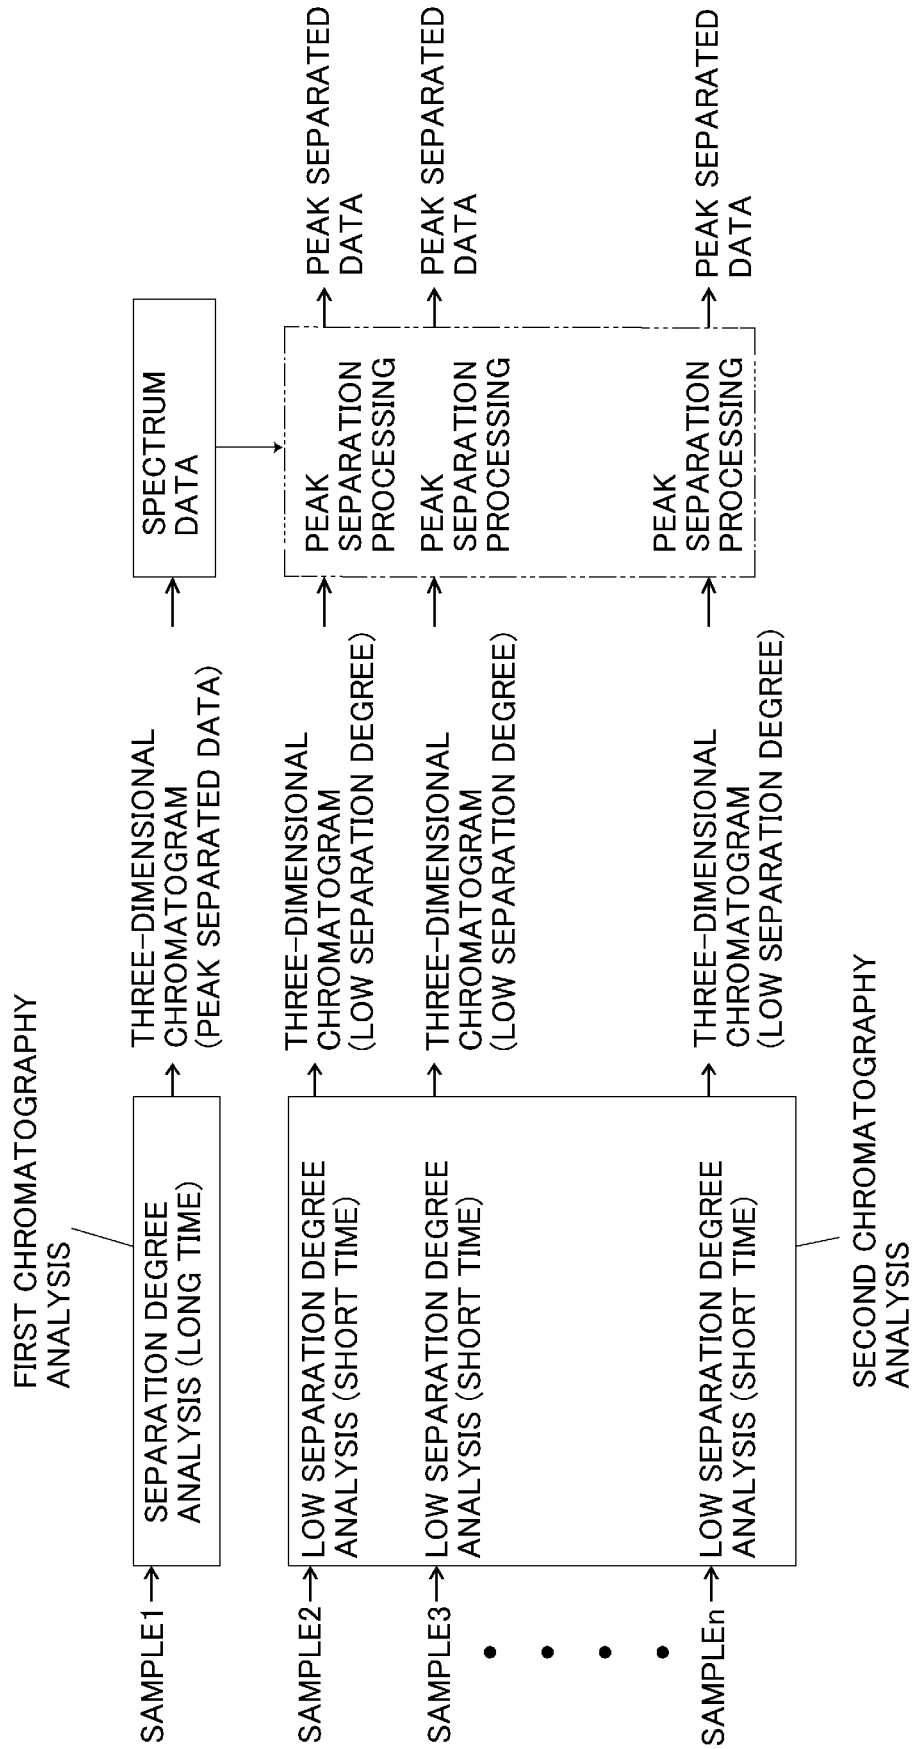 FIRST CHROMATOGRAPHY
ANALYSIS
SAMPLE1
SEPARATION DEGREE
ANALYSIS (LONG TIME)
THREE-DIMENSIONAL
CHROMATOGRAM
(PEAK SEPARATED DATA)
SPECTRUM
DATA
SAMPLE2
LOW SEPARATION DEGREE
ANALYSIS (SHORT TIME)
THREE-DIMENSIONAL
CHROMATOGRAM
(LOW SEPARATION DEGREE)
PEAK
SEPARATION
PROCESSING
PEAK SEPARATED
DATA
SAMPLE3
LOW SEPARATION DEGREE
ANALYSIS (SHORT TIME)
THREE-DIMENSIONAL
CHROMATOGRAM
(LOW SEPARATION DEGREE)
PEAK
SEPARATION
PROCESSING
PEAK SEPARATED
DATA
SAMPLEn
LOW SEPARATION DEGREE
ANALYSIS (SHORT TIME)
THREE-DIMENSIONAL
CHROMATOGRAM
(LOW SEPARATION DEGREE)
PEAK
SEPARATION
PROCESSING
PEAK SEPARATED
DATA
SECOND CHROMATOGRAPHY
ANALYSIS